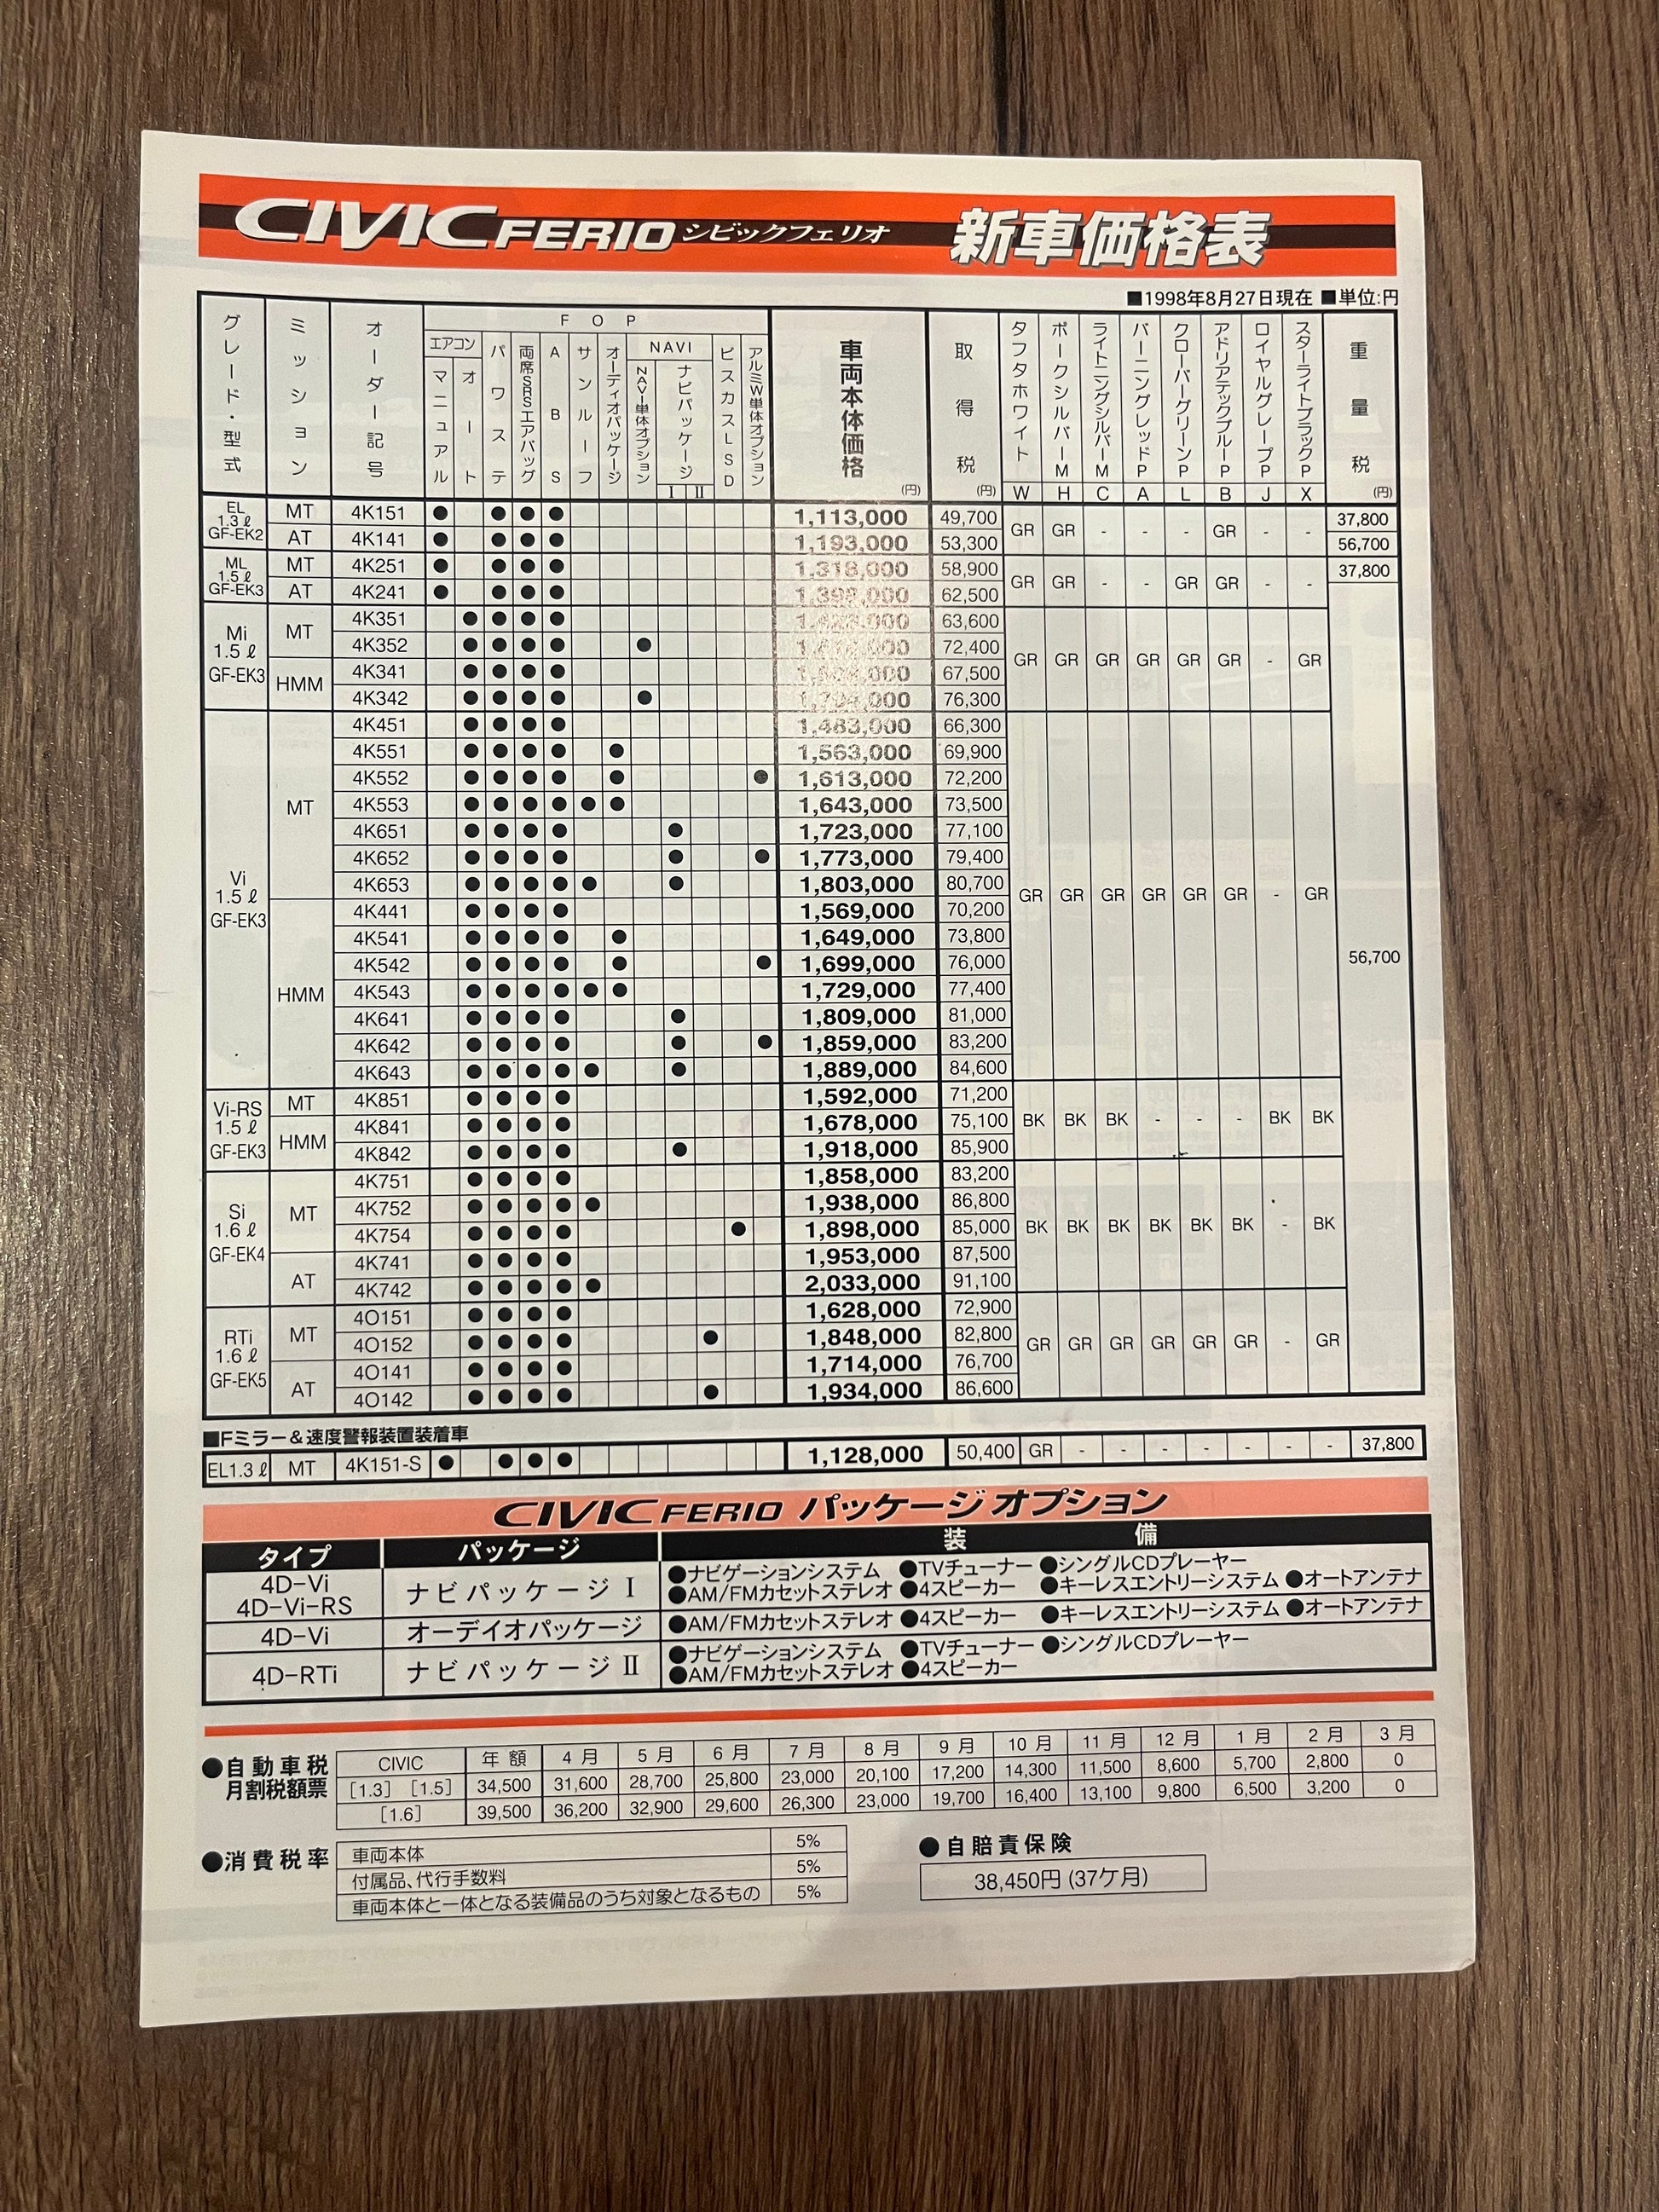 CIVIC FERIO シビックフェリオ 新車価格表
■1998年8月27日現在 ■単位:円
グレード・型式 ミッション オーダー記号 FOP 車両本体価格 (円) 取得税 (円) タフタホワイト ボークシルバーM ライトニングシルバーM バーニングレッドP クローバーグリーンP アドリアテックブルーP ロイヤルグレープP スターライトブラックP 重量税 (円)
エアコン パワステ 両席SRSエアバッグ ABS サンルーフ オーディオパッケージ NAVI ビスカスLSD アルミW単体オプション
マニュアル オート NAVI単体オプション ナビパッケージ
I II W H C A L B J X
EL 1.3ℓ GF-EK2 MT 4K151 ● ● ● ● 1,113,000 49,700 GR GR - - - GR - - 37,800
AT 4K141 ● ● ● ● 1,193,000 53,300 56,700
ML 1.5ℓ GF-EK3 MT 4K251 ● ● ● ● 1,318,000 58,900 GR GR - - GR GR - - 37,800
AT 4K241 ● ● ● ● 1,398,000 62,500
Mi 1.5ℓ GF-EK3 MT 4K351 ● ● ● ● 63,600 GR GR GR GR GR GR - GR
4K352 ● ● ● ● ● 72,400
HMM 4K341 ● ● ● ● 67,500
4K342 ● ● ● ● ● 76,300
Vi 1.5ℓ GF-EK3 MT 4K451 ● ● ● ● 1,483,000 66,300 GR GR GR GR GR GR - GR 56,700
4K551 ● ● ● ● ● 1,563,000 69,900
4K552 ● ● ● ● ● ● 1,613,000 72,200
4K553 ● ● ● ● ● ● 1,643,000 73,500
4K651 ● ● ● ● ● 1,723,000 77,100
4K652 ● ● ● ● ● ● 1,773,000 79,400
4K653 ● ● ● ● ● ● 1,803,000 80,700
HMM 4K441 ● ● ● ● 1,569,000 70,200
4K541 ● ● ● ● ● 1,649,000 73,800
4K542 ● ● ● ● ● ● 1,699,000 76,000
4K543 ● ● ● ● ● ● 1,729,000 77,400
4K641 ● ● ● ● ● 1,809,000 81,000
4K642 ● ● ● ● ● ● 1,859,000 83,200
4K643 ● ● ● ● ● ● 1,889,000 84,600
Vi-RS 1.5ℓ GF-EK3 MT 4K851 ● ● ● ● 1,592,000 71,200 BK BK BK - - - BK BK
HMM 4K841 ● ● ● ● 1,678,000 75,100
4K842 ● ● ● ● ● 1,918,000 85,900
Si 1.6ℓ GF-EK4 MT 4K751 ● ● ● ● 1,858,000 83,200 BK BK BK BK BK BK - BK
4K752 ● ● ● ● ● 1,938,000 86,800
4K754 ● ● ● ● ● 1,898,000 85,000
AT 4K741 ● ● ● ● 1,953,000 87,500
4K742 ● ● ● ● ● 2,033,000 91,100
RTi 1.6ℓ GF-EK5 MT 4O151 ● ● ● ● 1,628,000 72,900 GR GR GR GR GR GR - GR
4O152 ● ● ● ● ● 1,848,000 82,800
AT 4O141 ● ● ● ● 1,714,000 76,700
4O142 ● ● ● ● ● 1,934,000 86,600
■Fミラー&速度警報装置装着車
EL1.3ℓ MT 4K151-S ● ● ● ● 1,128,000 50,400 GR - - - - - - - 37,800
CIVIC FERIO パッケージオプション
タイプ パッケージ 装備
4D-Vi 4D-Vi-RS ナビパッケージ I ●ナビゲーションシステム ●TVチューナー ●シングルCDプレーヤー
●AM/FMカセットステレオ ●4スピーカー ●キーレスエントリーシステム ●オートアンテナ
4D-Vi オーデイオパッケージ ●AM/FMカセットステレオ ●4スピーカー ●キーレスエントリーシステム ●オートアンテナ
4D-RTi ナビパッケージ II ●ナビゲーションシステム ●TVチューナー ●シングルCDプレーヤー
●AM/FMカセットステレオ ●4スピーカー
●自動車税 月割税額票
CIVIC 年額 4月 5月 6月 7月 8月 9月 10月 11月 12月 1月 2月 3月
[1.3] [1.5] 34,500 31,600 28,700 25,800 23,000 20,100 17,200 14,300 11,500 8,600 5,700 2,800 0
[1.6] 39,500 36,200 32,900 29,600 26,300 23,000 19,700 16,400 13,100 9,800 6,500 3,200 0
●消費税率
車両本体 5%
付属品、代行手数料 5%
車両本体と一体となる装備品のうち対象となるもの 5%
●自賠責保険
38,450円 (37ケ月)